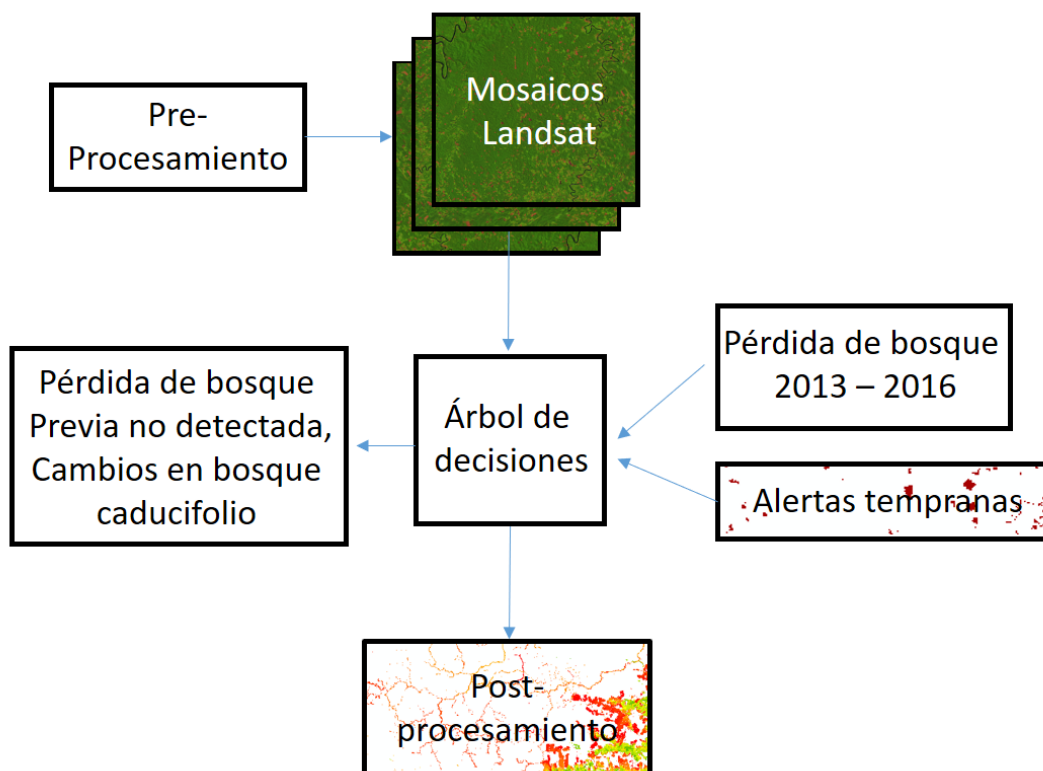 Mosaicos
Landsat
Pre-
Procesamiento
Pérdida de bosque
2013 – 2016
Pérdida de bosque
Previa no detectada,
Cambios en bosque
caducifolio
Árbol de
decisiones
Alertas tempranas
Post-
procesamiento